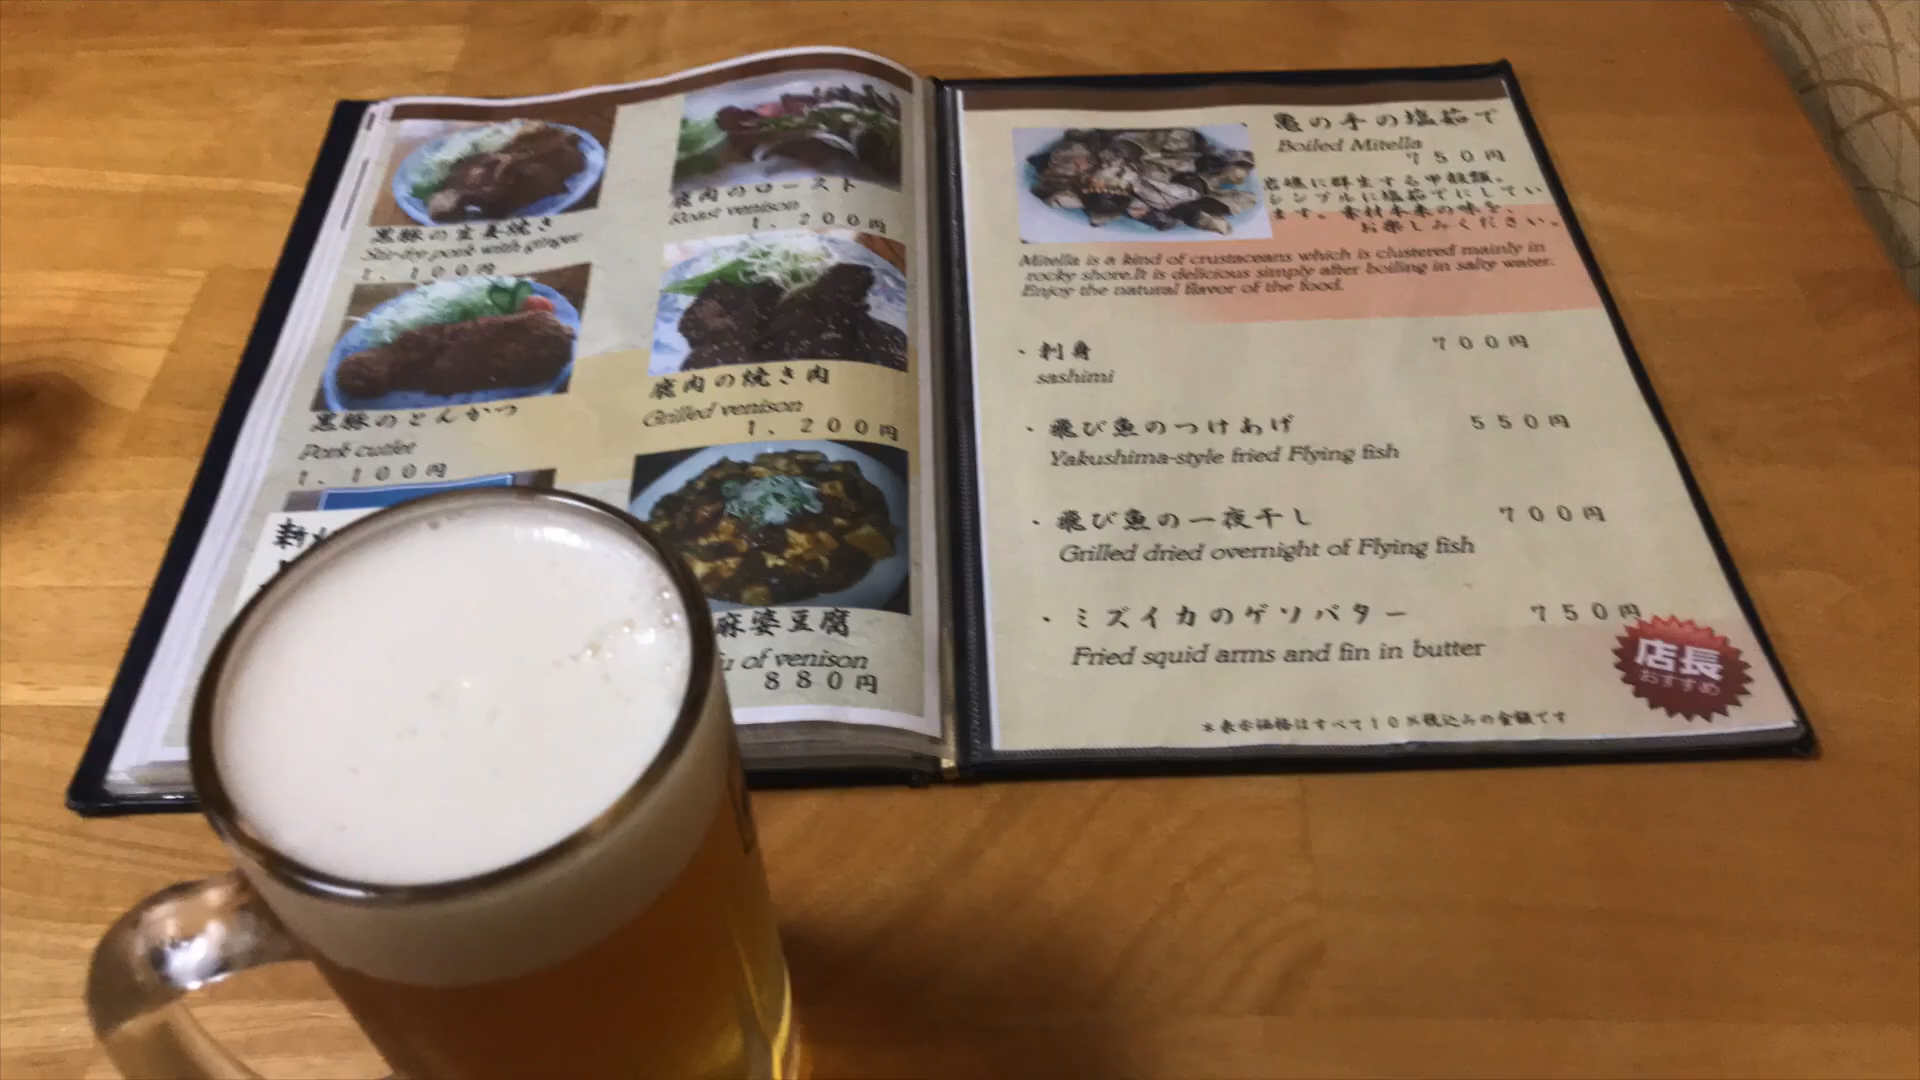 黒豚の生姜焼き
Stir-fry pork with ginger
1、100円
黒豚のとんかつ
Pork cutlet
1、100円
鹿肉のロースト
Roast venison
1、200円
鹿肉の焼き肉
Grilled venison
1、200円
麻婆豆腐
of venison
880円
亀の手の塩茹で
Boiled Mitella
750円
岩礁に群生する甲殻類。
シンプルに塩茹でにしてい
ます。素材本来の味を、
お楽しみください。
Mitella is a kind of crustaceans which is clustered mainly in
rocky shore.It is delicious simply after boiling in salty water.
Enjoy the natural flavor of the food.
・刺身 700円
sashimi
・飛び魚のつけあげ 550円
Yakushima-style fried Flying fish
・飛び魚の一夜干し 700円
Grilled dried overnight of Flying fish
・ミズイカのゲソバター 750円
Fried squid arms and fin in butter
店長
おすすめ
＊表示価格はすべて10％税込みの金額です